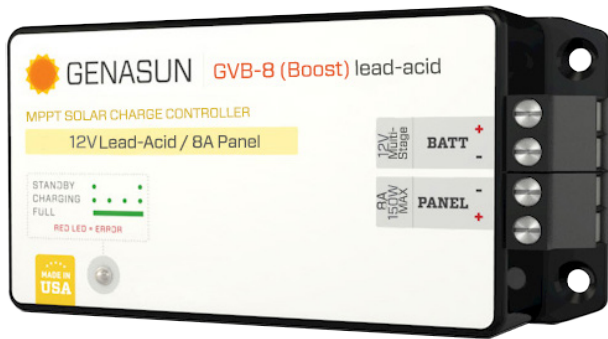 GENASUN GVB-8 (Boost) lead-acid
MPPT SOLAR CHARGE CONTROLLER
12V Lead-Acid / 8A Panel
STANDBY
CHARGING
FULL
RED LED = ERROR
MADE IN
USA
12V
Multi-
Stage
BATT + -
8A
150W
MAX
PANEL - +